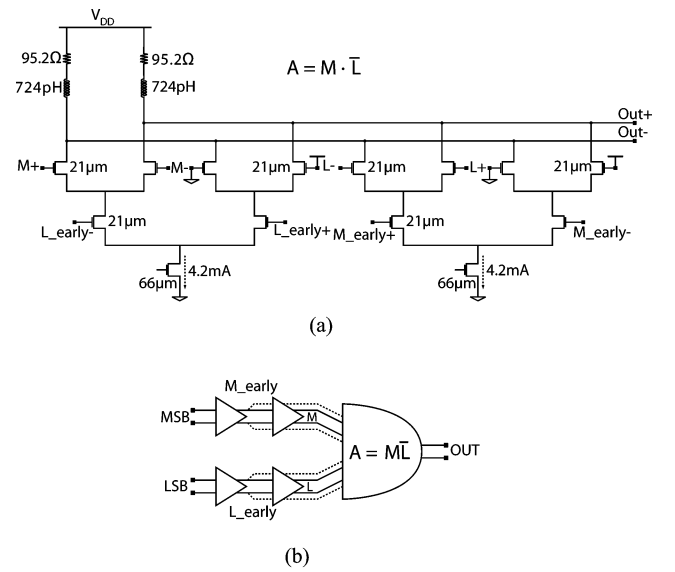 V_DD
95.2Ω 95.2Ω
724pH 724pH
A = M · L̅
Out+
Out-
M+ 21µm M- 21µm L- 21µm L+ 21µm
L_early- 21µm L_early+ M_early+ 21µm M_early-
66µm 4.2mA 66µm 4.2mA
(a)
M_early
MSB M
A = ML̅ OUT
LSB L
L_early
(b)